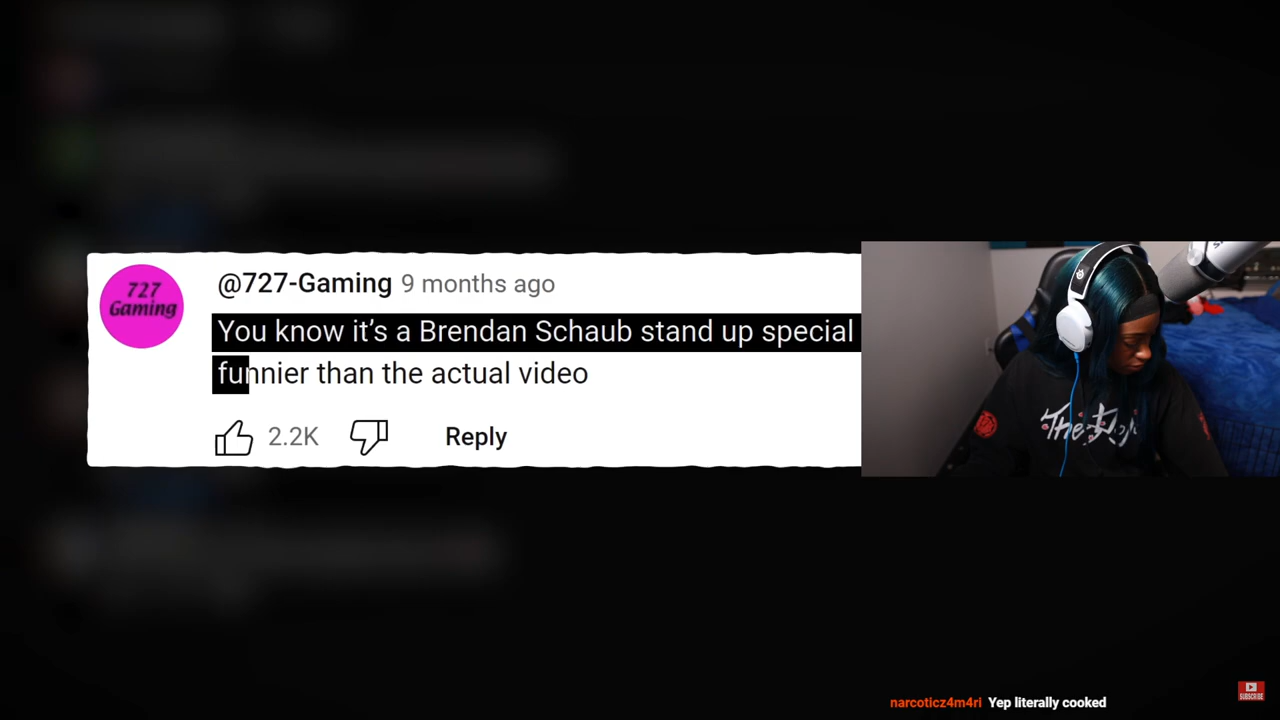 727
Gaming
@727-Gaming 9 months ago
You know it's a Brendan Schaub stand up special
funnier than the actual video
2.2K Reply
narcoticz4m4ri Yep literally cooked
SUBSCRIBE